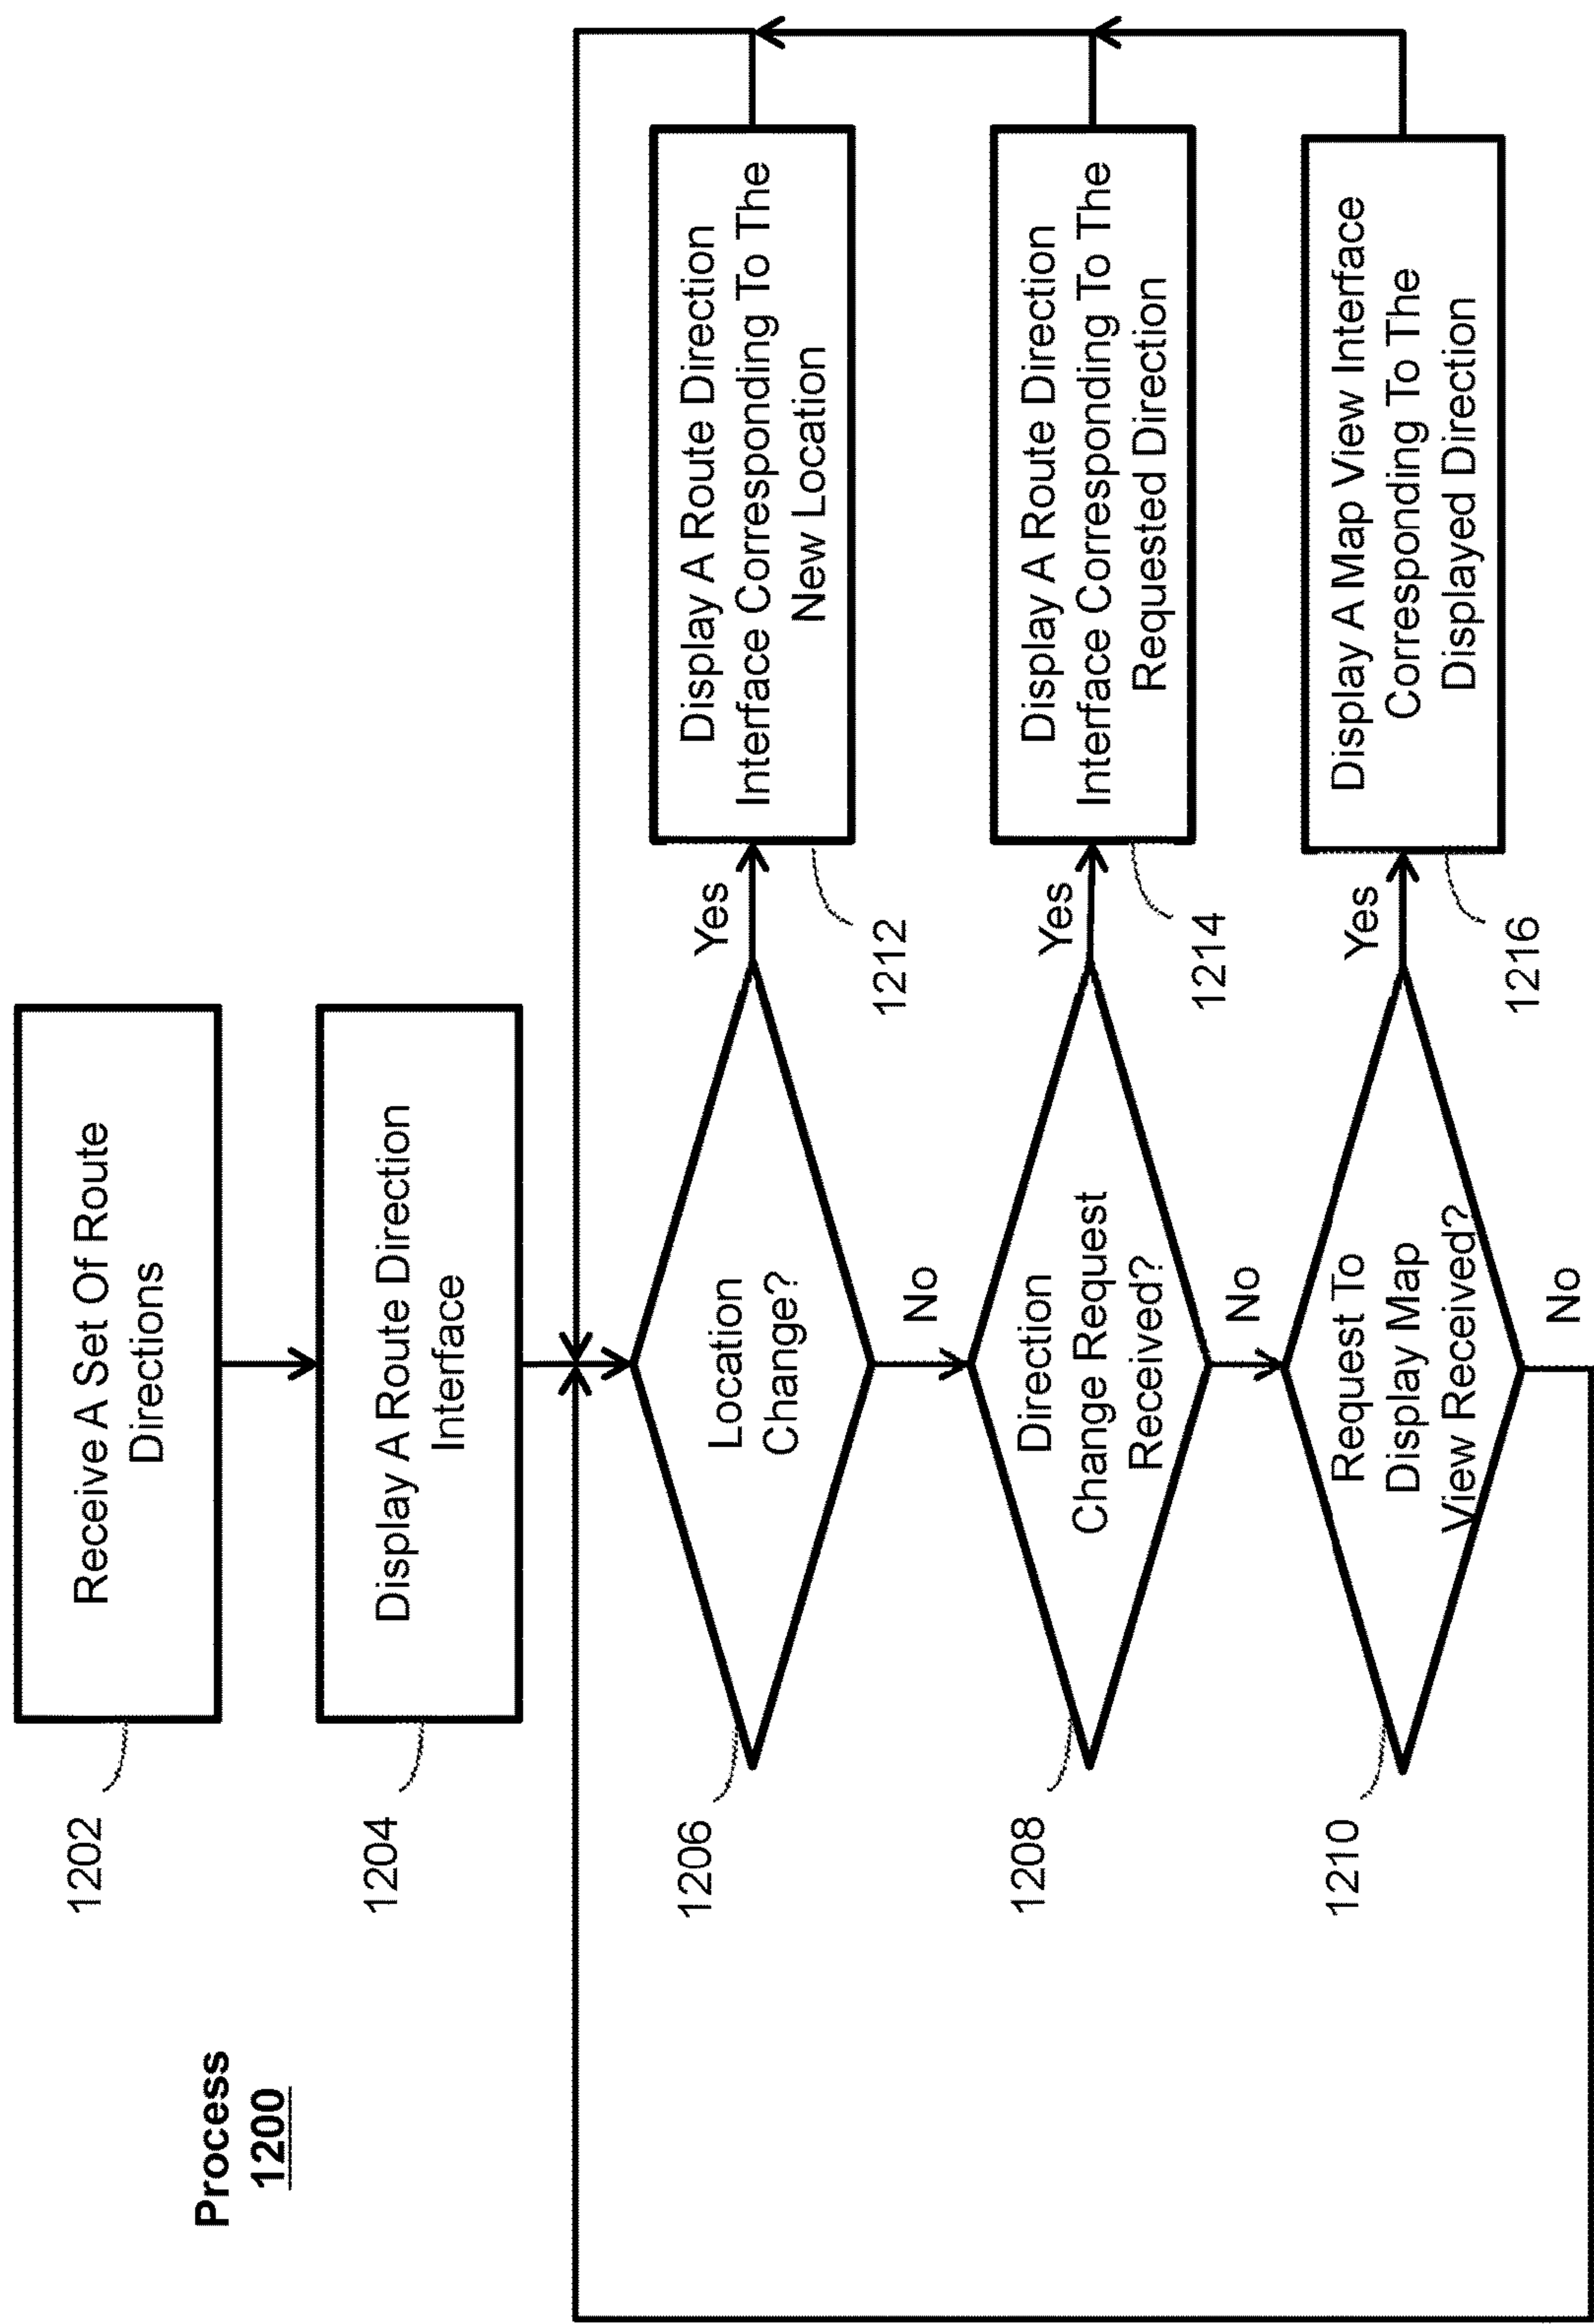 Process
1200
1202
Receive A Set Of Route
Directions
1204
Display A Route Direction
Interface
1206
Location
Change?
Yes
No
1212
Display A Route Direction
Interface Corresponding To The
New Location
1208
Direction
Change Request
Received?
Yes
No
1214
Display A Route Direction
Interface Corresponding To The
Requested Direction
1210
Request To
Display Map
View Received?
Yes
No
1216
Display A Map View Interface
Corresponding To The
Displayed Direction